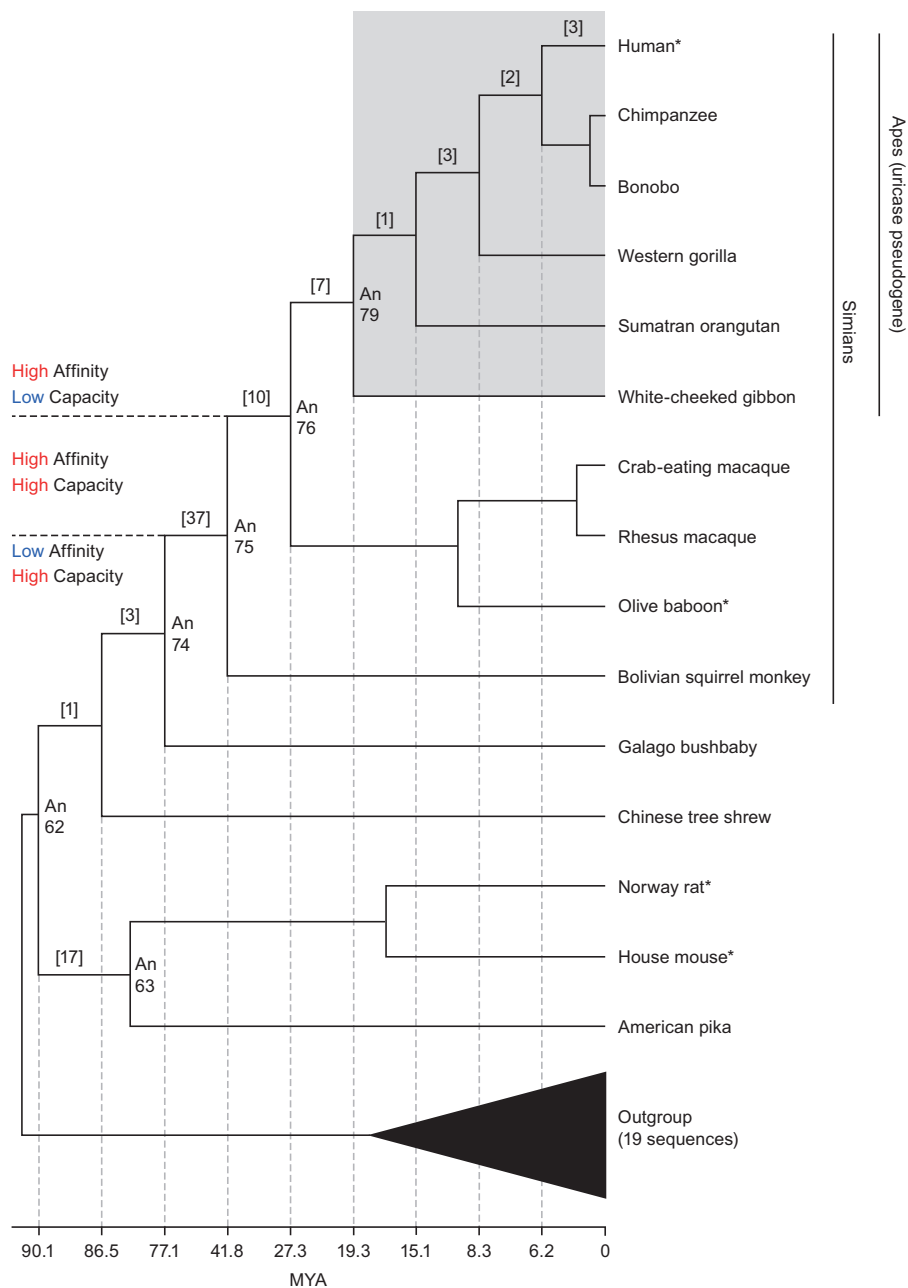 [3]
Human*
[2]
Chimpanzee
[3]
Bonobo
[1]
Western gorilla
[7]
An
79
Sumatran orangutan
High Affinity
Low Capacity
[10]
White-cheeked gibbon
An
76
High Affinity
High Capacity
Crab-eating macaque
[37]
An
75
Rhesus macaque
Low Affinity
High Capacity
Olive baboon*
[3]
An
74
Bolivian squirrel monkey
[1]
Galago bushbaby
An
62
Chinese tree shrew
Norway rat*
[17]
An
63
House mouse*
American pika
Outgroup
(19 sequences)
Simians
Apes (uricase pseudogene)
90.1 86.5 77.1 41.8 27.3 19.3 15.1 8.3 6.2 0
MYA